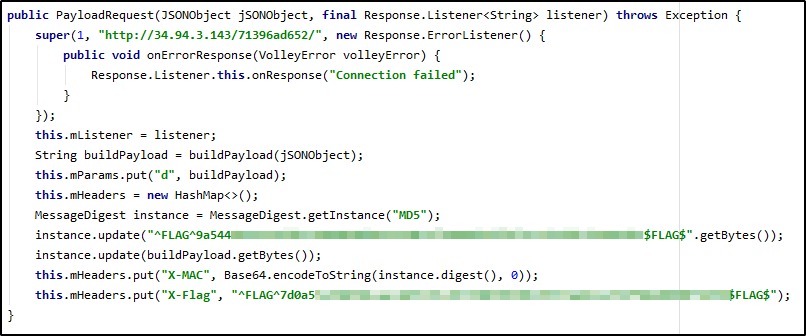 public PayloadRequest(JSONObject jSONObject, final Response.Listener<String> listener) throws Exception {
super(1, "http://34.94.3.143/71396ad652/", new Response.ErrorListener() {
public void onErrorResponse(VolleyError volleyError) {
Response.Listener.this.onResponse("Connection failed");
}
});
this.mListener = listener;
String buildPayload = buildPayload(jSONObject);
this.mParams.put("d", buildPayload);
this.mHeaders = new HashMap<>();
MessageDigest instance = MessageDigest.getInstance("MD5");
instance.update("^FLAG^9a544 $FLAG$".getBytes());
instance.update(buildPayload.getBytes());
this.mHeaders.put("X-MAC", Base64.encodeToString(instance.digest(), 0));
this.mHeaders.put("X-Flag", "^FLAG^7d0a5 $FLAG$");
}